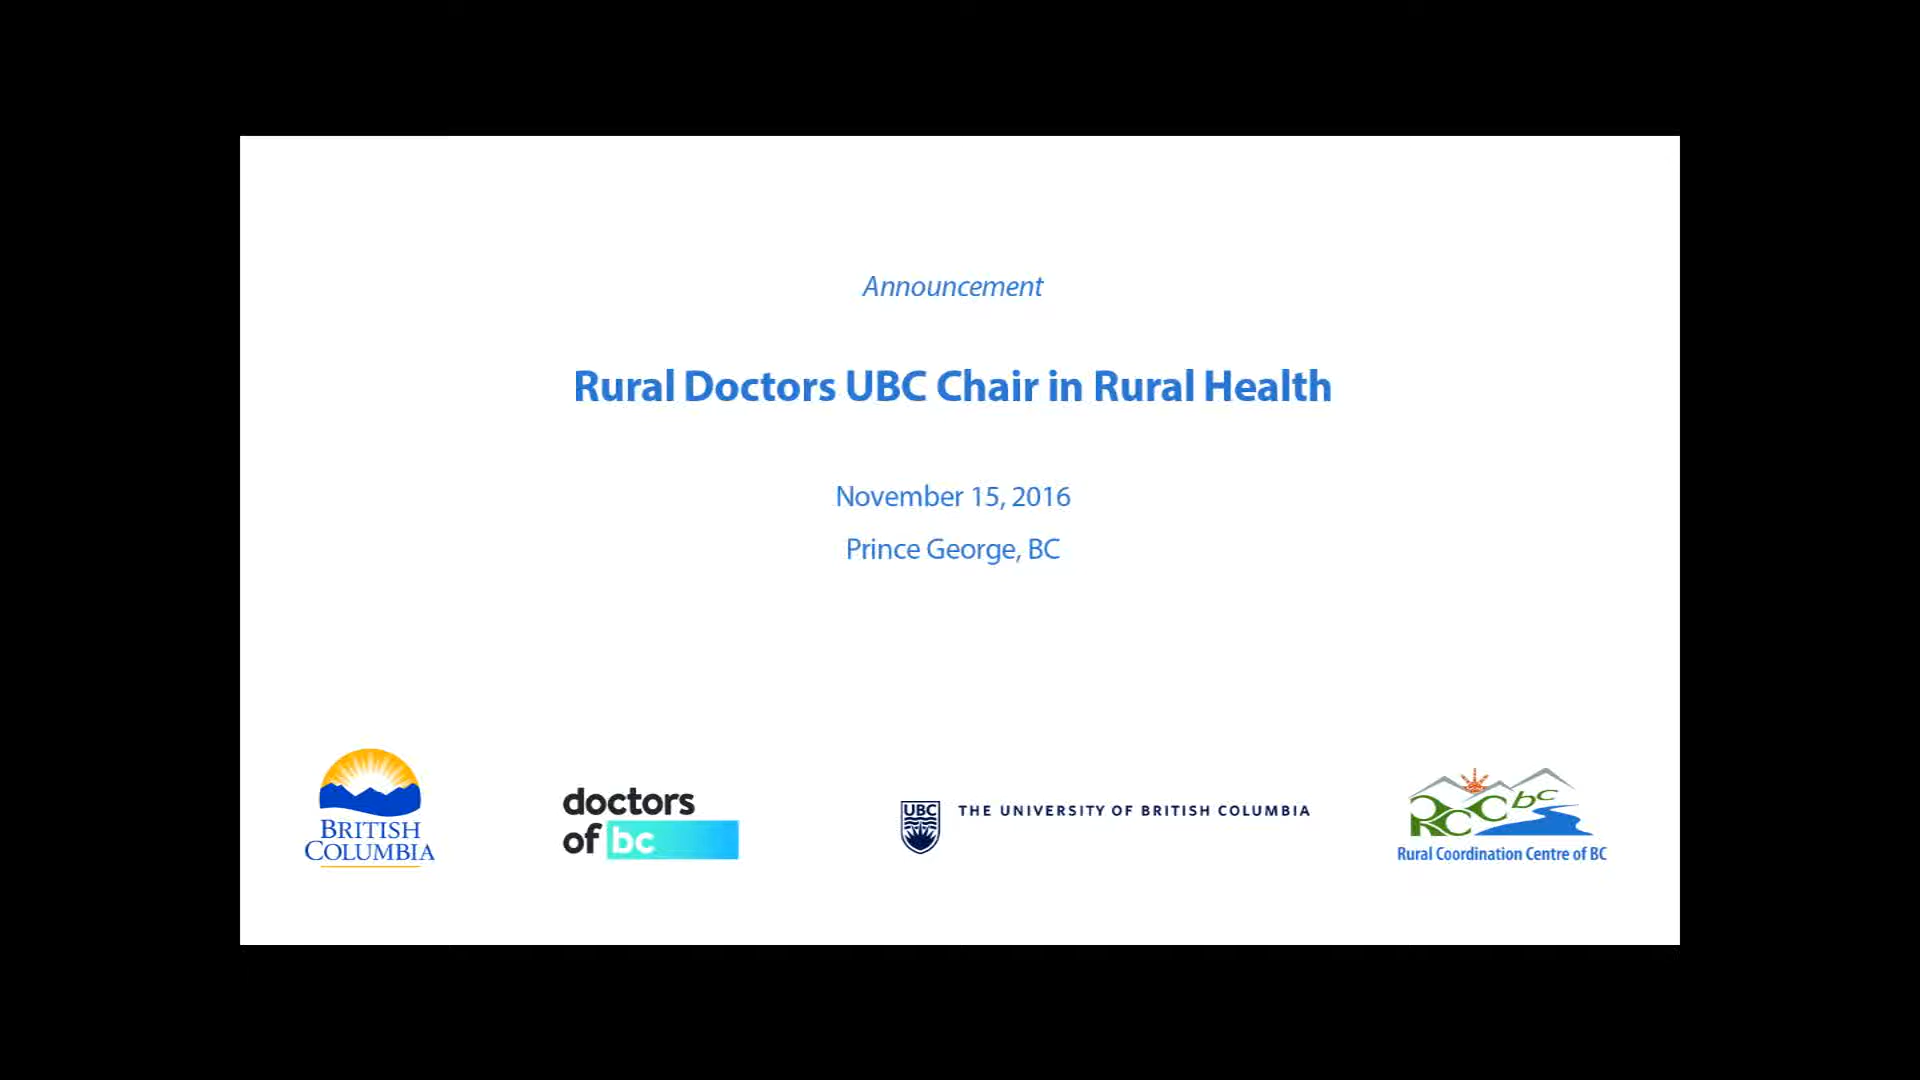 Announcement
Rural Doctors UBC Chair in Rural Health
November 15, 2016
Prince George, BC
BRITISH
COLUMBIA
doctors
of bc
UBC
THE UNIVERSITY OF BRITISH COLUMBIA
RCCbc
Rural Coordination Centre of BC